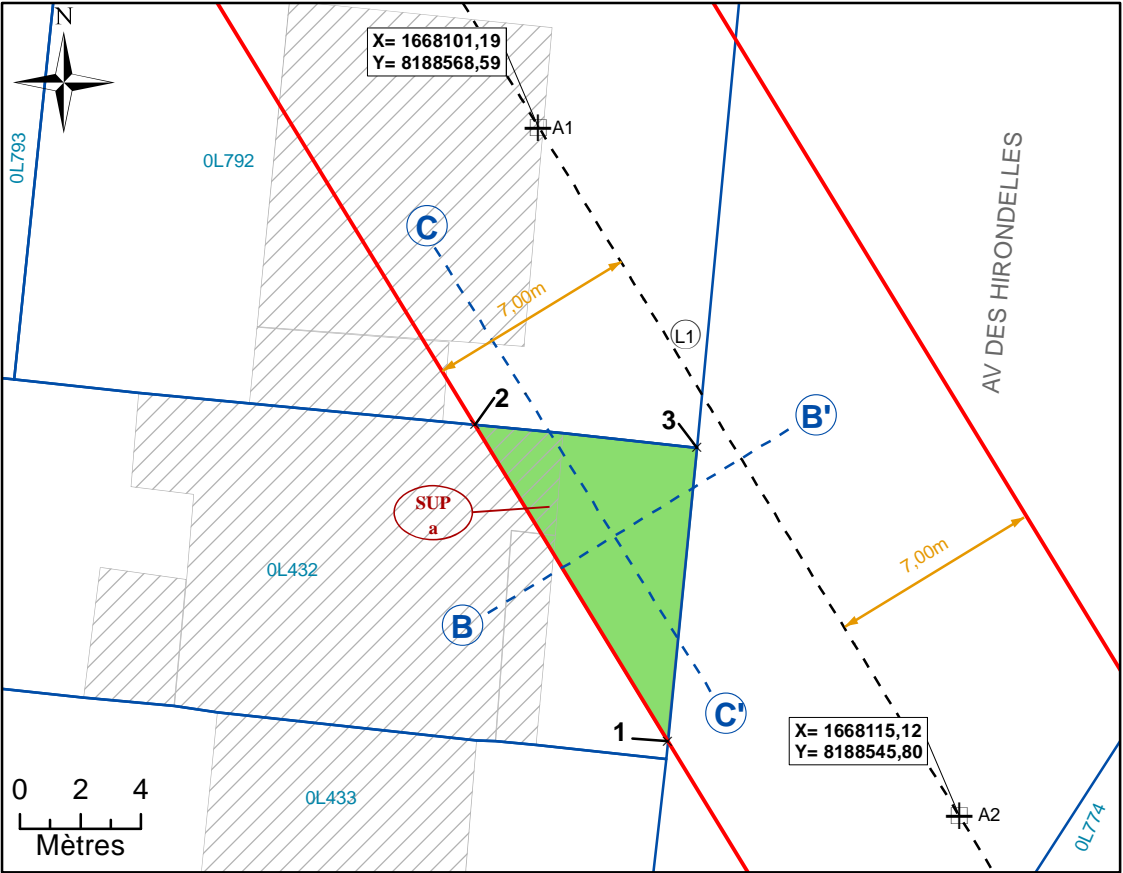 N
X= 1668101,19
Y= 8188568,59
A1
0L793
0L792
AV DES HIRONDELLES
C
7,00m
L1
2
3
B'
SUP
a
7,00m
0L432
B
C'
1
X= 1668115,12
Y= 8188545,80
0 2 4
Mètres
0L433
A2
0L774